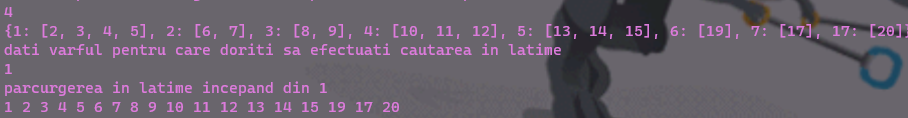 4
{1: [2, 3, 4, 5], 2: [6, 7], 3: [8, 9], 4: [10, 11, 12], 5: [13, 14, 15], 6: [19], 7: [17], 17: [20]}
dati varful pentru care doriti sa efectuati cautarea in latime
1
parcurgerea in latime incepand din 1
1 2 3 4 5 6 7 8 9 10 11 12 13 14 15 19 17 20